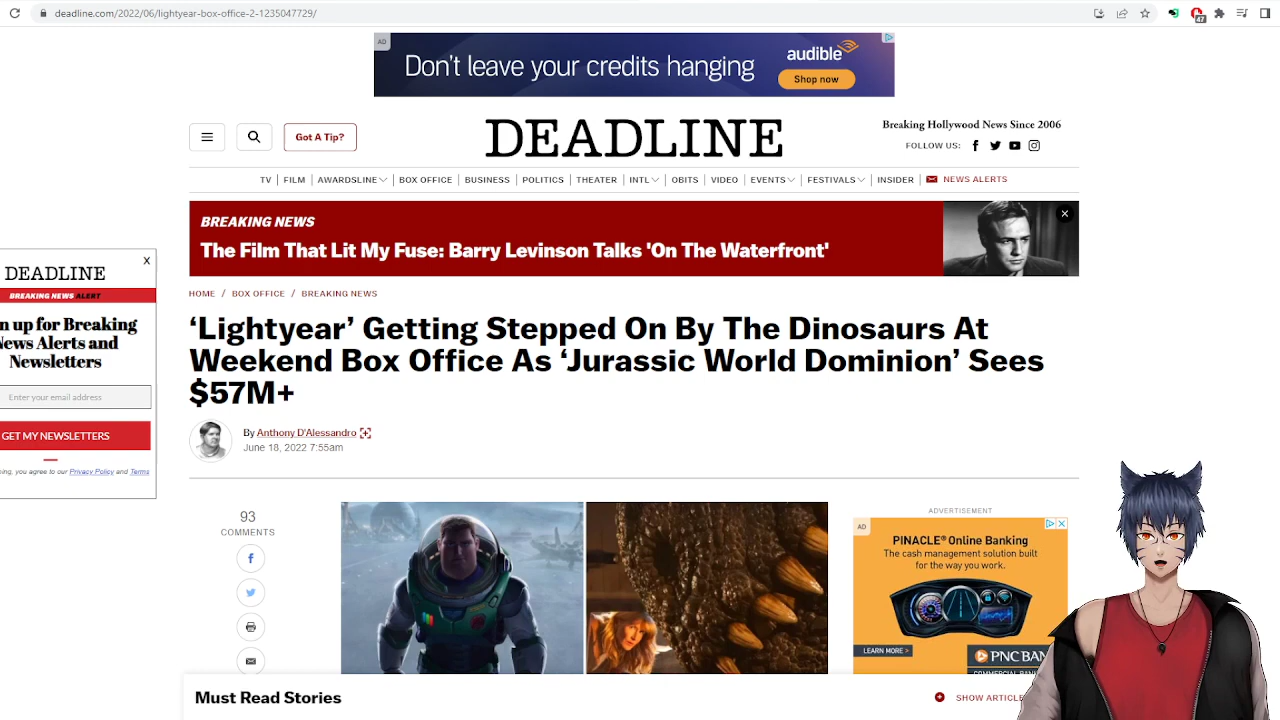 deadline.com/2022/06/lightyear-box-office-2-1235047729/
47
AD
Don't leave your credits hanging
audible
Shop now
Got A Tip?
DEADLINE
Breaking Hollywood News Since 2006
FOLLOW US:
TV FILM AWARDSLINE BOX OFFICE BUSINESS POLITICS THEATER INTL OBITS VIDEO EVENTS FESTIVALS INSIDER NEWS ALERTS
BREAKING NEWS
The Film That Lit My Fuse: Barry Levinson Talks 'On The Waterfront'
X
DEADLINE
BREAKING NEWS ALERT
n up for Breaking
News Alerts and
Newsletters
Enter your email address
GET MY NEWSLETTERS
ning, you agree to our Privacy Policy and Terms
HOME / BOX OFFICE / BREAKING NEWS
‘Lightyear’ Getting Stepped On By The Dinosaurs At
Weekend Box Office As ‘Jurassic World Dominion’ Sees
$57M+
By Anthony D'Alessandro
June 18, 2022 7:55am
93
COMMENTS
ADVERTISEMENT
AD
PINACLE® Online Banking
The cash management solution built
for the way you work.
LEARN MORE >
PNC BAN
COMMERCIAL BAN
Must Read Stories
SHOW ARTICLE